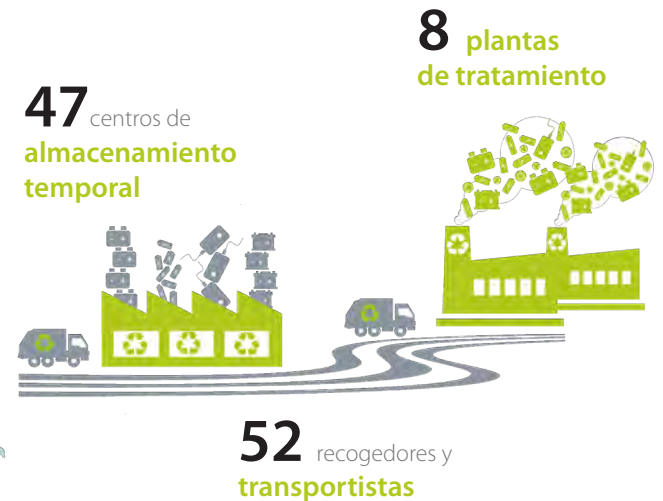 8 plantas
de tratamiento
47 centros de
almacenamiento
temporal
52 recogedores y
transportistas